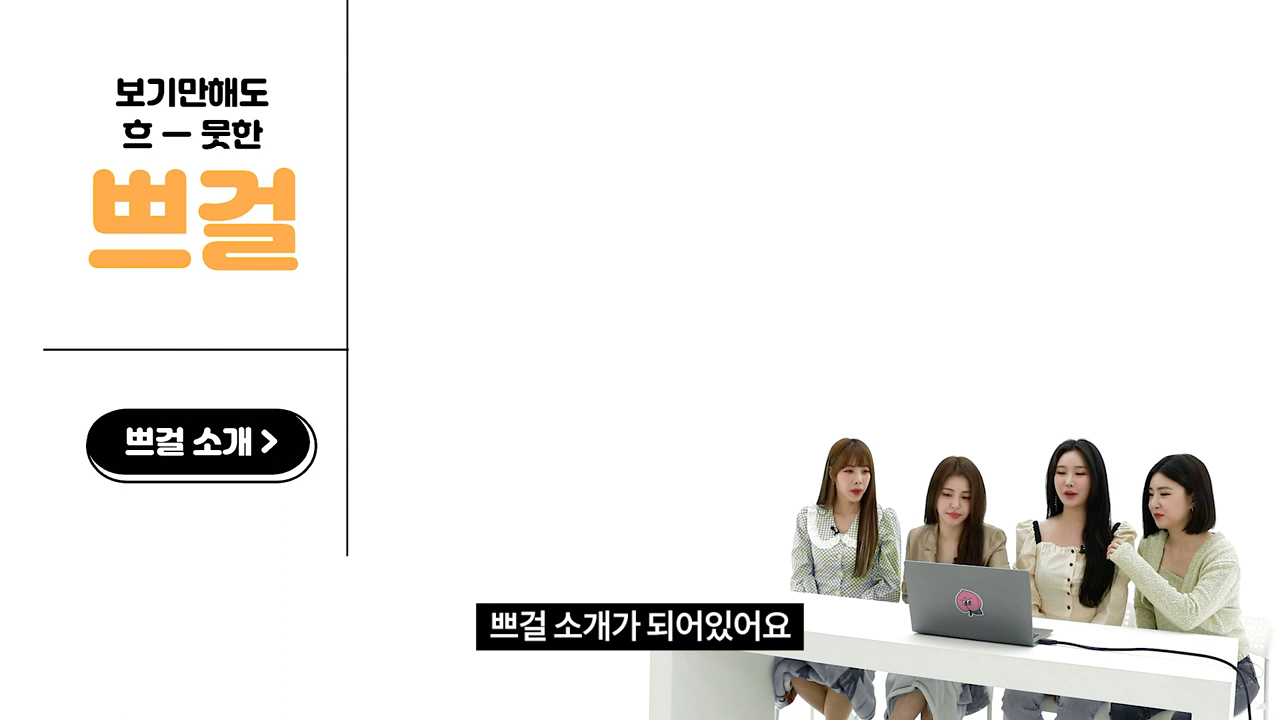 보기만해도
흐 — 뭇한
쁘걸
쁘걸 소개 >
쁘걸 소개가 되어있어요